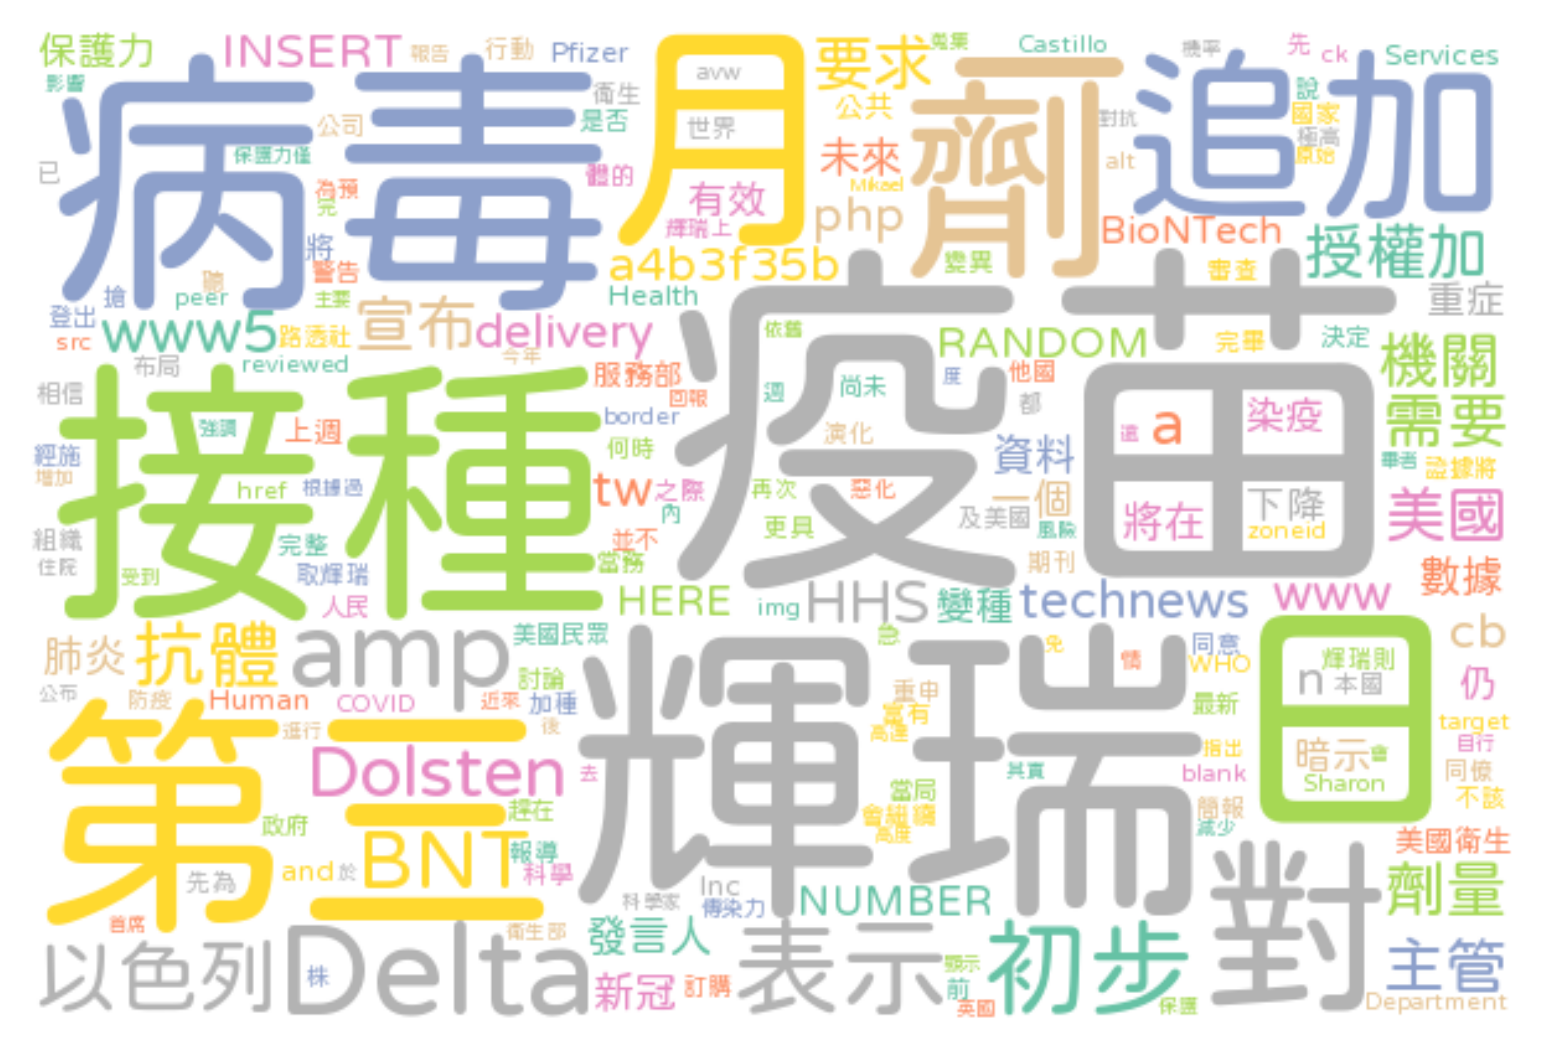 保護力
INSERT
報告
行動
Pfizer
月
avw
世界
要求
蒐集
Castillo
機率
先
ck
Services
影響
病毒
衛生
公司
是否
公共
劑
對抗
追加
說
國家
極高
原始
已
保護力僅
為預
完
體的
有效
未來
Mikael
alt
將
輝瑞上
php
BioNTech
授權加
警告
聽
a4b3f35b
變異
審查
搶
peer
主要
Health
重症
登出
src
www5
路透社
宣布
delivery
依舊
RANDOM
完畢
決定
機關
布局
reviewed
今年
疫苗
相信
接種
強調
上週
服務部
回報
border
週
尚未
度
他國
都
a
染疫
還
需要
經施
增加
href
根據過
何時
演化
資料
證據將
tw
之際
內
再次
惡化
一個
及美國
風險
將在
下降
zoneid
美國
組織
住院
完整
並不
更具
受到
取輝瑞
當務
期刊
數據
人民
HERE
img
HHS
變種
technews
www
肺炎
抗體
amp
美國民眾
急
免
情
同意
WHO
日
輝瑞則
n
本國
cb
仍
公布
防疫
Human
COVID
討論
近來
加種
輝瑞
重申
富有
高達
最新
target
第三
進行
後
指出
暗示
會
Sharon
自行
同僚
不該
Dolsten
去
其實
blank
當局
會繼續
高度
簡報
減少
政府
趕在
BNT
報導
科學
美國衛生
先為
and
於
Inc
科學家
傳染力
NUMBER
對
劑量
首席
以色列
Delta
株
衛生部
發言人
新冠
訂購
表示
顯示
前
英國
初步
保護
主管
Department